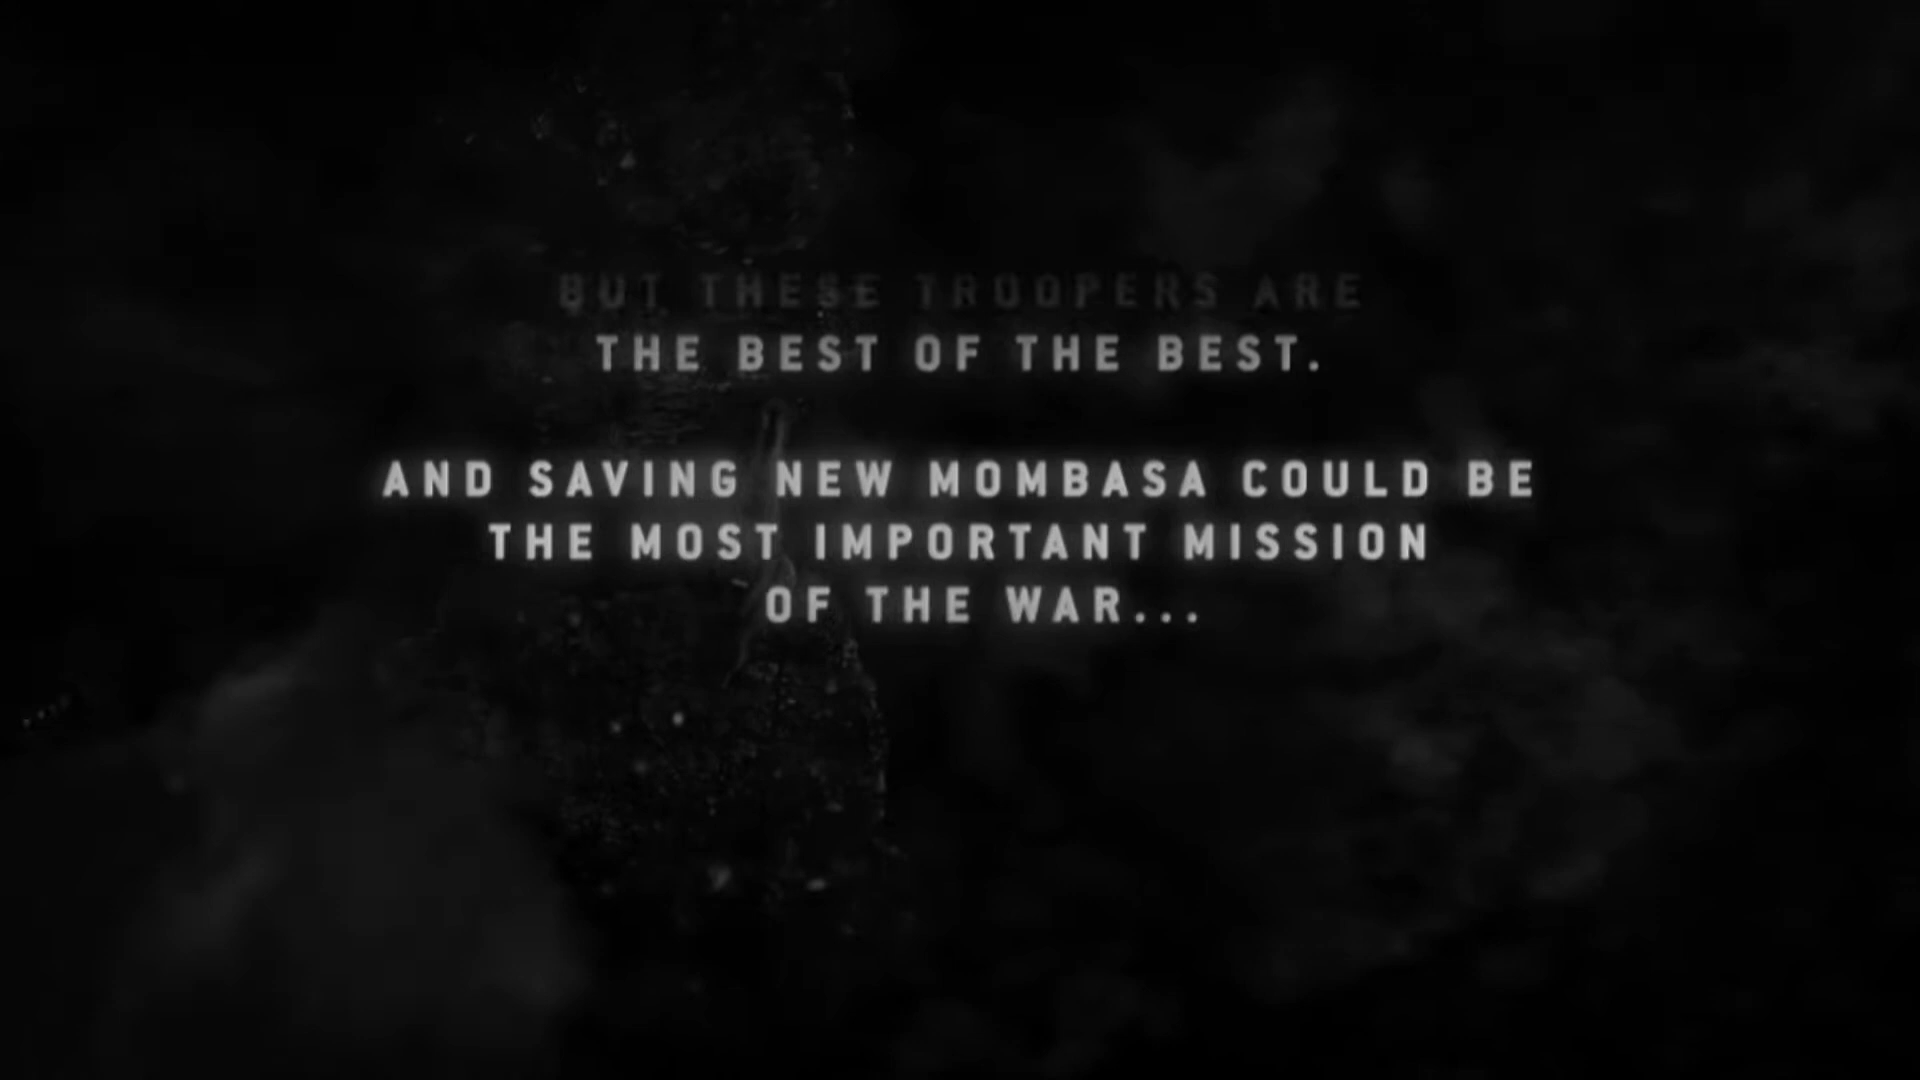 BUT THESE TROOPERS ARE
THE BEST OF THE BEST.
AND SAVING NEW MOMBASA COULD BE
THE MOST IMPORTANT MISSION
OF THE WAR...